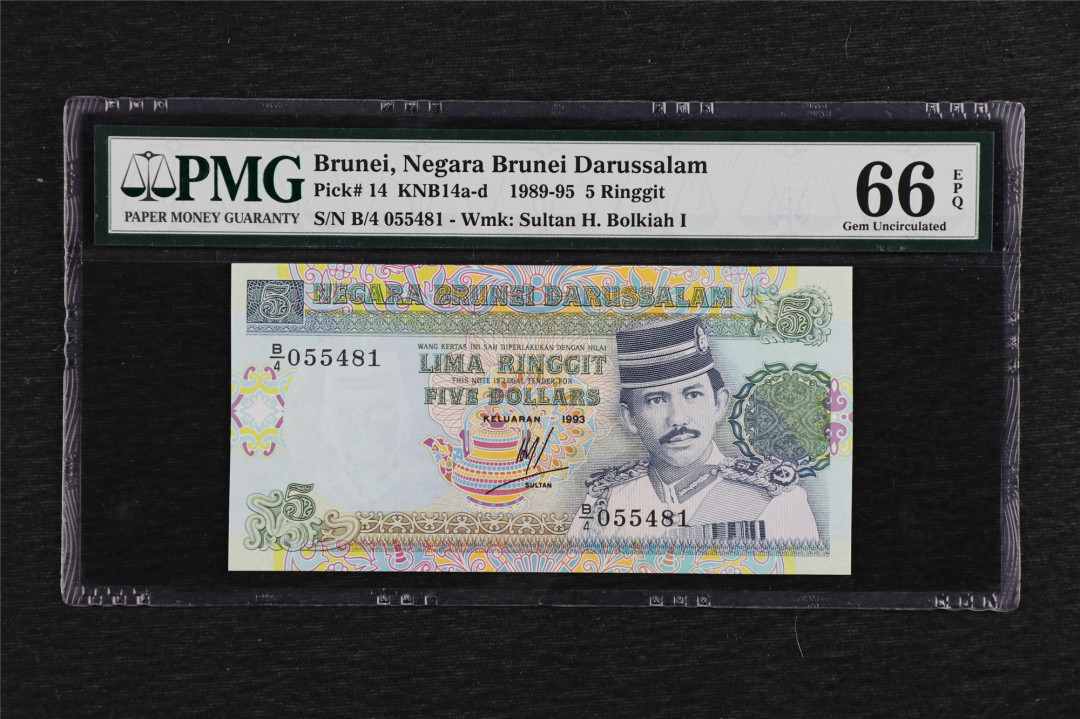 PMG
PAPER MONEY GUARANTY
Brunei, Negara Brunei Darussalam
Pick# 14 KNB14a-d 1989-95 5 Ringgit
S/N B/4 055481 - Wmk: Sultan H. Bolkiah I
66 EPQ
Gem Uncirculated
5 NEGARA BRUNEI DARUSSALAM 5
B/4 055481
WANG KERTAS INI SAH DIPERLAKUKAN DENGAN NILAI
LIMA RINGGIT
THIS NOTE IS LEGAL TENDER FOR
FIVE DOLLARS
KELUARAN 1993
SULTAN
5
B/4 055481